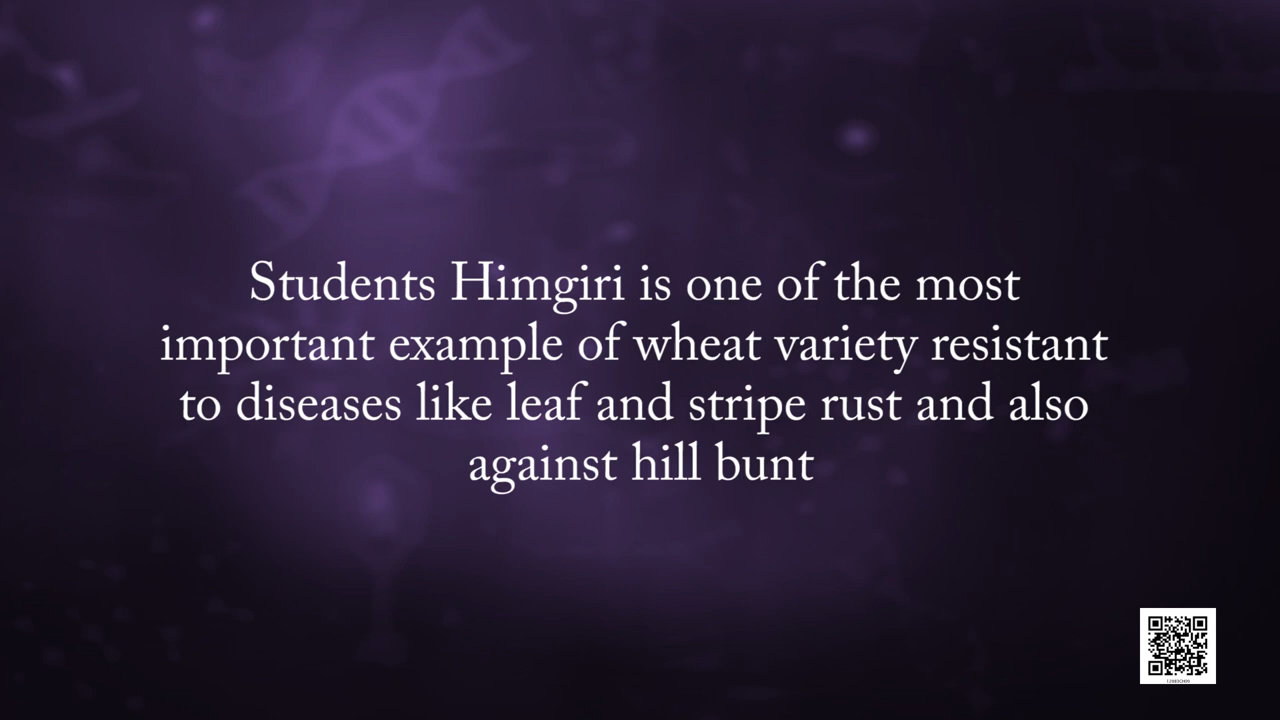 Students Himgiri is one of the most
important example of wheat variety resistant
to diseases like leaf and stripe rust and also
against hill bunt